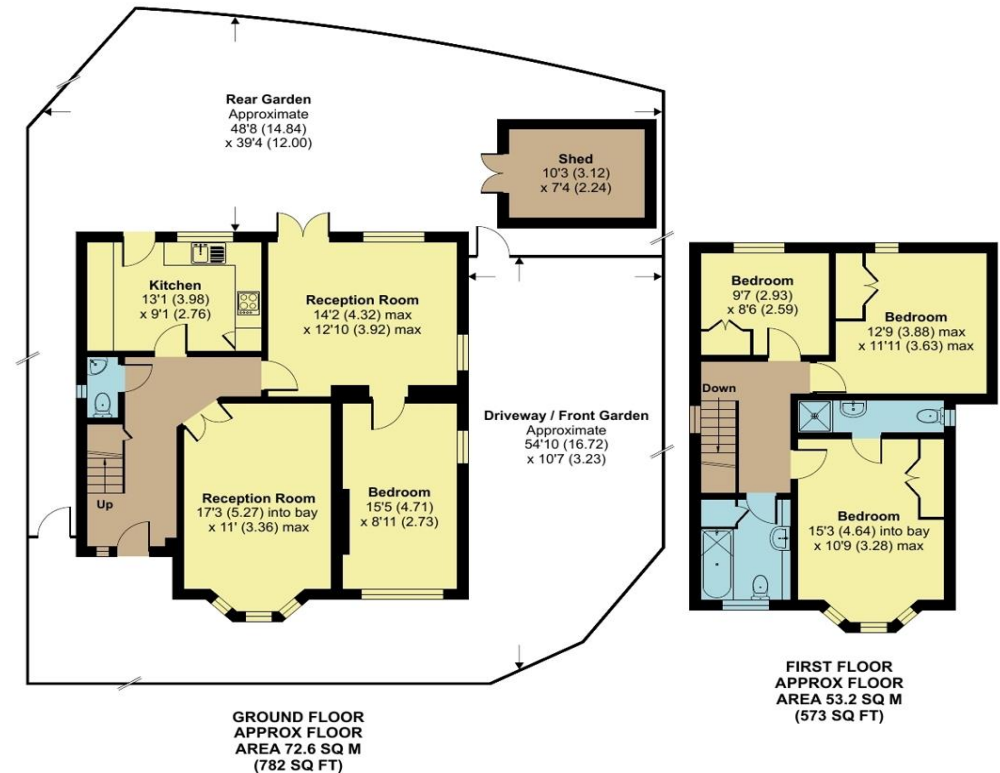 Rear Garden
Approximate
48'8 (14.84)
x 39'4 (12.00)
Shed
10'3 (3.12)
x 7'4 (2.24)
Kitchen
13'1 (3.98)
x 9'1 (2.76)
Reception Room
14'2 (4.32) max
x 12'10 (3.92) max
Driveway / Front Garden
Approximate
54'10 (16.72)
x 10'7 (3.23)
Up
Reception Room
17'3 (5.27) into bay
x 11' (3.36) max
Bedroom
15'5 (4.71)
x 8'11 (2.73)
GROUND FLOOR
APPROX FLOOR
AREA 72.6 SQ M
(782 SQ FT)
Bedroom
9'7 (2.93)
x 8'6 (2.59)
Bedroom
12'9 (3.88) max
x 11'11 (3.63) max
Down
Bedroom
15'3 (4.64) into bay
x 10'9 (3.28) max
FIRST FLOOR
APPROX FLOOR
AREA 53.2 SQ M
(573 SQ FT)